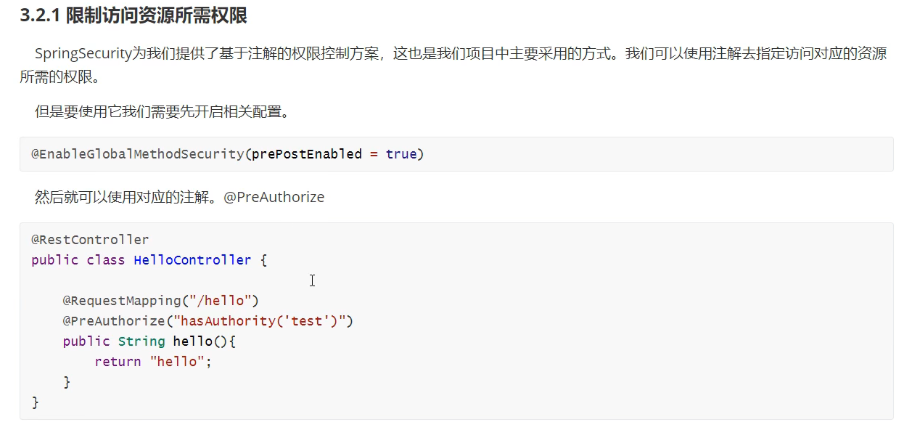 3.2.1 限制访问资源所需权限
SpringSecurity为我们提供了基于注解的权限控制方案，这也是我们项目中主要采用的方式。我们可以使用注解去指定访问对应的资源
所需的权限。
但是要使用它我们需要先开启相关配置。
@EnableGlobalMethodSecurity(prePostEnabled = true)
然后就可以使用对应的注解。@PreAuthorize
@RestController
public class HelloController {
@RequestMapping("/hello")
@PreAuthorize("hasAuthority('test')")
public String hello(){
return "hello";
}
}